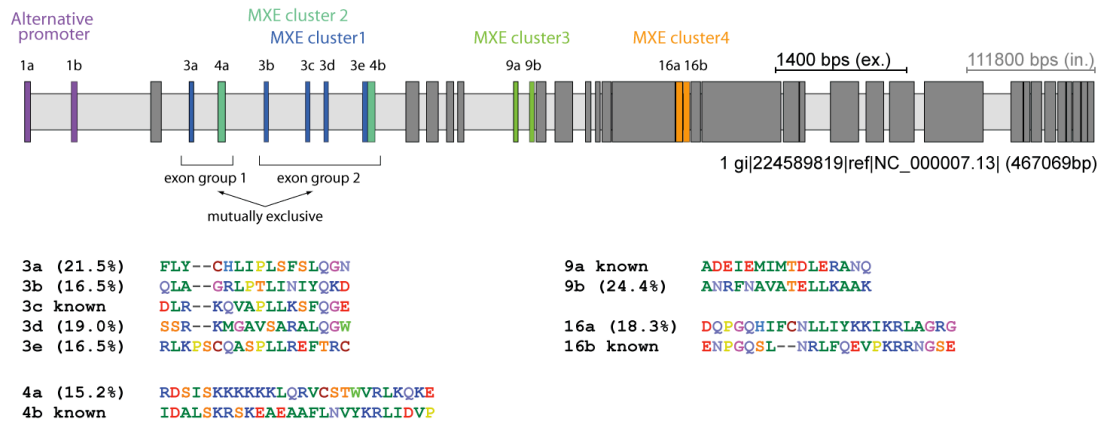 Alternative promoter
MXE cluster 2
MXE cluster1
MXE cluster3
MXE cluster4
1a 1b 3a 4a 3b 3c 3d 3e 4b 9a 9b 16a 16b
1400 bps (ex.) 111800 bps (in.)
exon group 1 exon group 2
mutually exclusive
1 gi|224589819|ref|NC_000007.13| (467069bp)
3a (21.5%) FLY--CHLIPLSFSLQGN
3b (16.5%) QLA--GRLPTLINIYQKD
3c known DLR--KQVAPLLKSFQGE
3d (19.0%) SSR--KMGAVSARALQGW
3e (16.5%) RLKPSCQASPLLREFTRC
4a (15.2%) RDSISKKKKKKLQRVCSTWVRLKQKE
4b known IDALSKRSKEAEAAFLNVYKRLIDVP
9a known ADEIEMIMTDLERANQ
9b (24.4%) ANRFNAVATELLKAAK
16a (18.3%) DQPGQHIFCNLLIYKKIKRLAGRG
16b known ENPGQSL--NRLFQEVPKRRNGSE